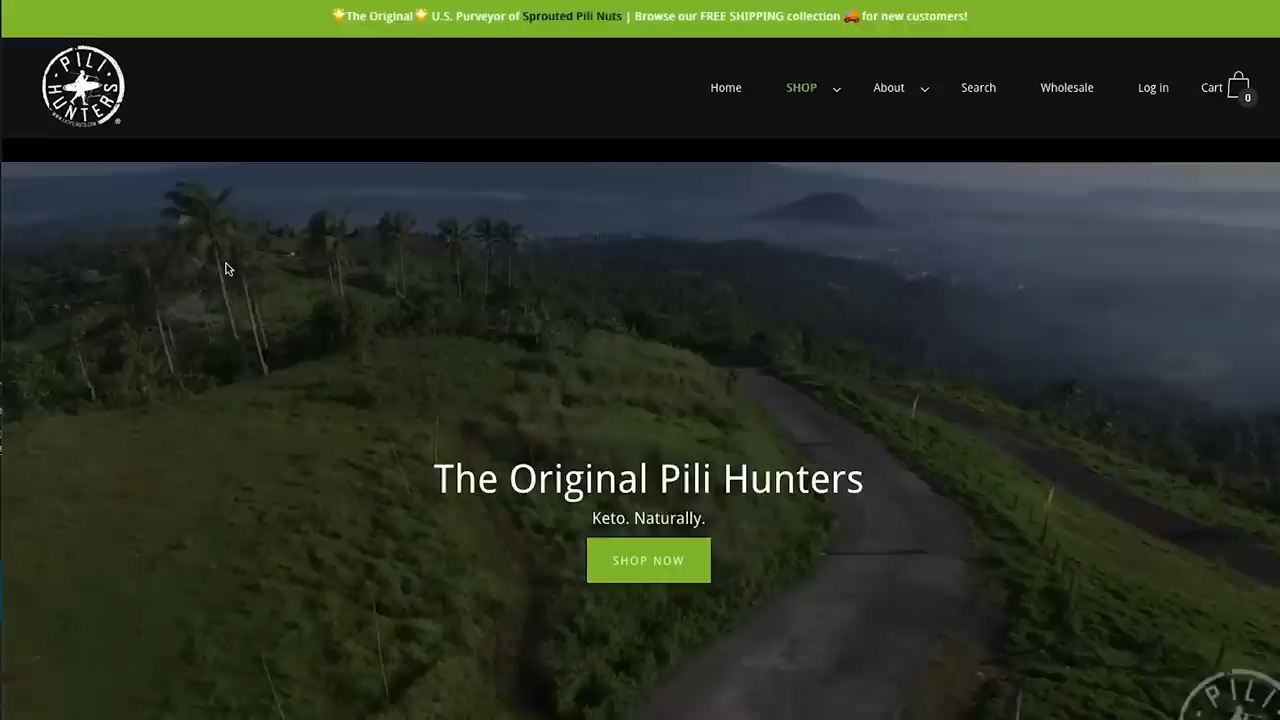 🌟The Original🌟 U.S. Purveyor of Sprouted Pili Nuts | Browse our FREE SHIPPING collection 🚚for new customers!
PILI
HUNTERS
Home
SHOP
About
Search
Wholesale
Log in
Cart
0
The Original Pili Hunters
Keto. Naturally.
SHOP NOW
PILI